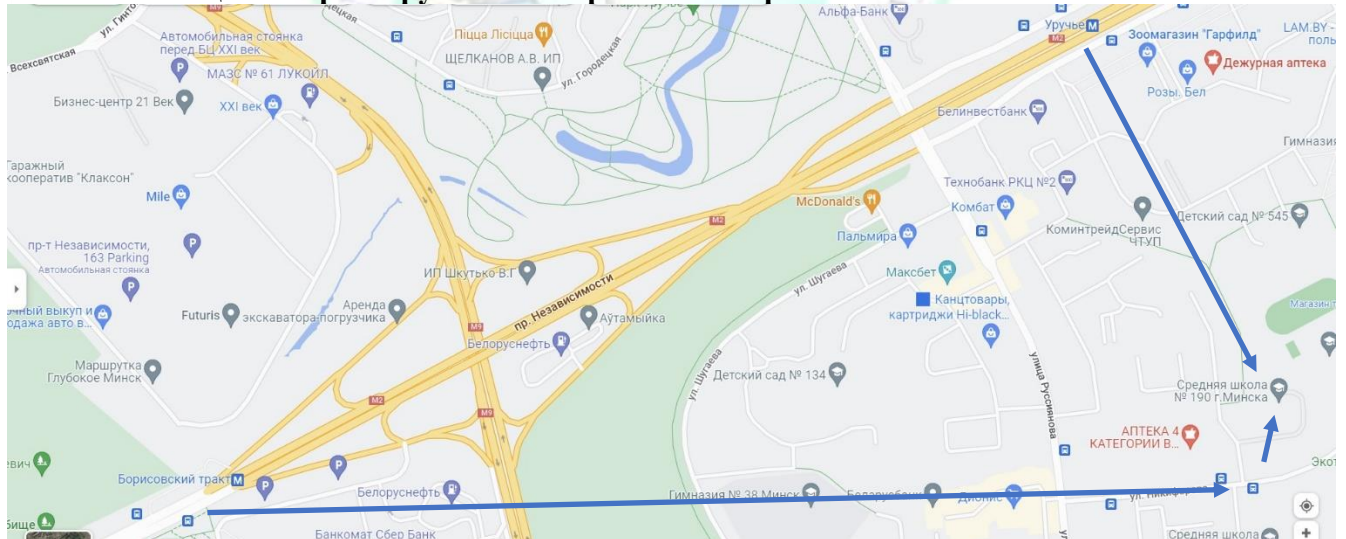 ул. Гинто
Всехсвятская
Автомобильная стоянка
перед БЦ XXI век
МАЗС № 61 ЛУКОЙЛ
Бизнес-центр 21 Век
XXI век
Піцца Лісіцца
ЩЕЛКАНОВ А.В. ИП
ул. Городецкая
Альфа-Банк
Уручье
M
M2
Зоомагазин "Гарфилд"
LAM.BY -
Дежурная аптека
Розы. Бел
Белинвестбанк
Гимназия
Гаражный
кооператив "Клаксон"
Mile
Технобанк РКЦ №2
McDonald's
Комбат
M2
Детский сад № 545
КоминтрейдСервис
ЧТУП
Пальмира
пр-т Независимости,
163 Parking
Автомобильная стоянка
ИП Шкутько В.Г
Максбет
ул. Шугаева
Канцтовары,
картриджи Hi-black...
Futuris
Аренда
экскаватора-погрузчика
пр. Независимости
Аўтамыйка
M9
Белоруснефть
Маршрутка
Глубокое Минск
ул. Шугаева
Детский сад № 134
улица Руссиянова
Средняя школа
№ 190 г.Минска
M2
M9
АПТЕКА 4
КАТЕГОРИИ В...
Борисовский тракт
M
Белоруснефть
Гимназия № 38 Минск
Беларусбанк
Дионис
ул. Никифорова
Экот
Банкомат Сбер Банк
Средняя школа